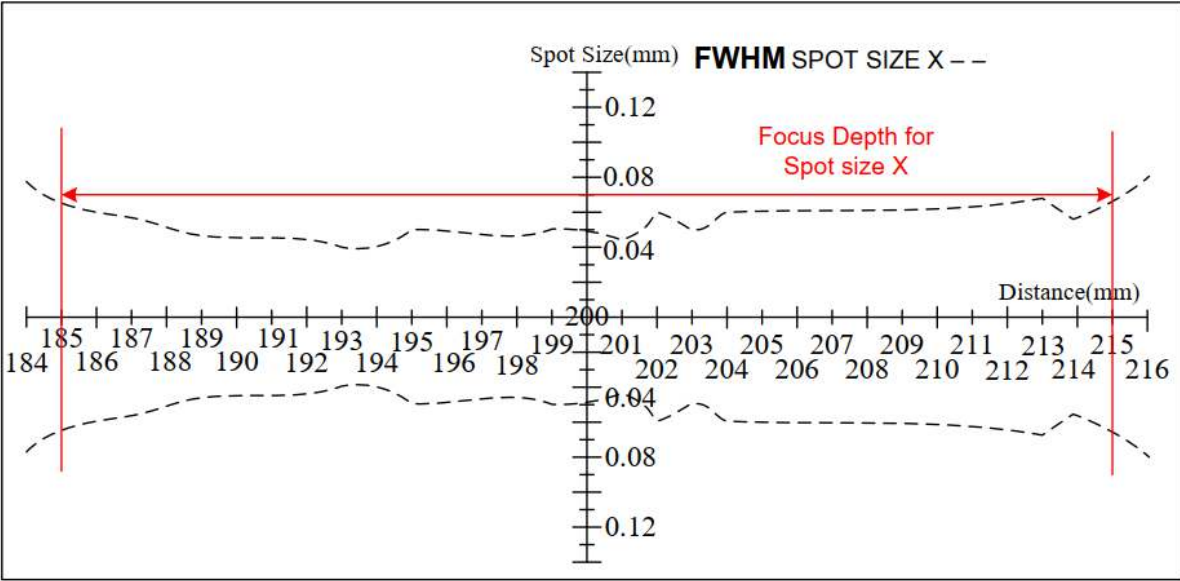 Spot Size(mm) FWHM SPOT SIZE X – –
0.12
Focus Depth for
Spot size X
0.08
0.04
Distance(mm)
200
185 187 189 191 193 195 197 199 201 203 205 207 209 211 213 215
184 186 188 190 192 194 196 198 202 204 206 208 210 212 214 216
0.04
0.08
0.12